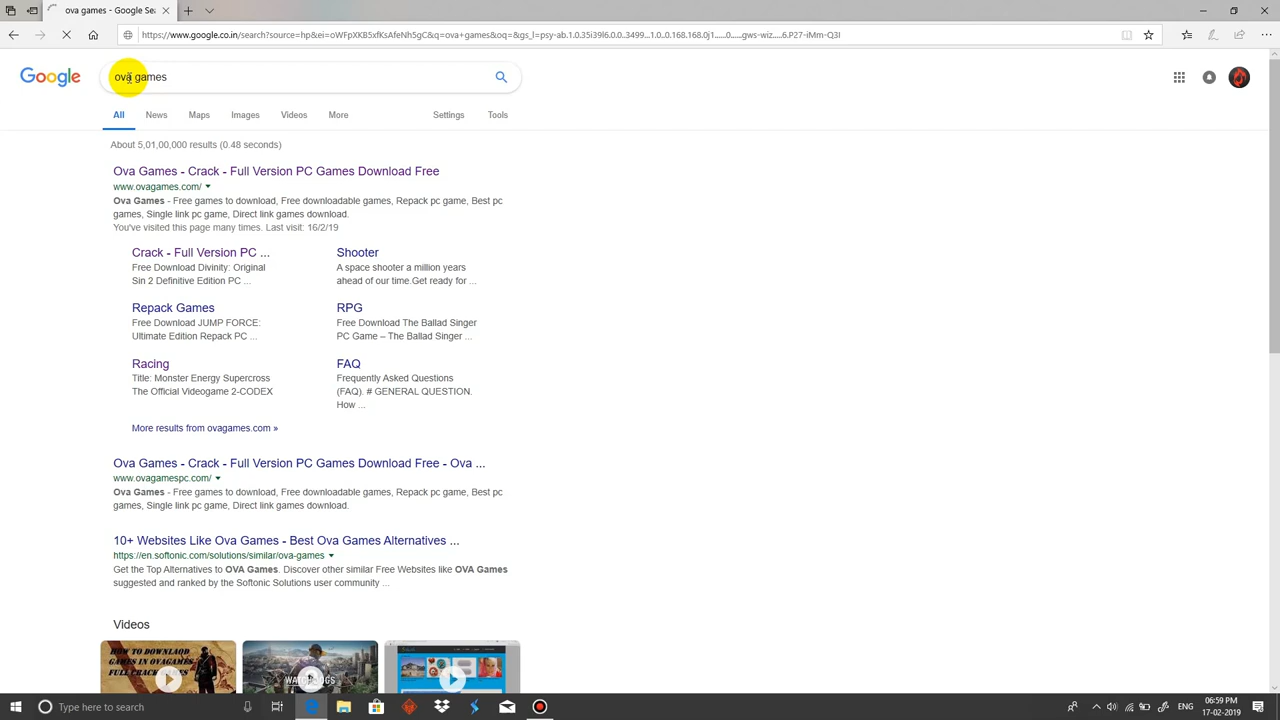 ova games - Google Sear
https://www.google.co.in/search?source=hp&ei=oWFpXKB5xfKsAfeNh5gC&q=ova+games&oq=&gs_l=psy-ab.1.0.35i39l6.0.0..3499...1.0..0.168.168.0j1......0......gws-wiz.....6.P27-iMm-Q3I
Google
ova games
All News Maps Images Videos More Settings Tools
About 5,01,00,000 results (0.48 seconds)
Ova Games - Crack - Full Version PC Games Download Free
www.ovagames.com/
Ova Games - Free games to download, Free downloadable games, Repack pc game, Best pc
games, Single link pc game, Direct link games download.
You've visited this page many times. Last visit: 16/2/19
Crack - Full Version PC ...
Free Download Divinity: Original
Sin 2 Definitive Edition PC ...
Shooter
A space shooter a million years
ahead of our time.Get ready for ...
Repack Games
Free Download JUMP FORCE:
Ultimate Edition Repack PC ...
RPG
Free Download The Ballad Singer
PC Game – The Ballad Singer ...
Racing
Title: Monster Energy Supercross
The Official Videogame 2-CODEX
FAQ
Frequently Asked Questions
(FAQ). # GENERAL QUESTION.
How ...
More results from ovagames.com »
Ova Games - Crack - Full Version PC Games Download Free - Ova ...
www.ovagamespc.com/
Ova Games - Free games to download, Free downloadable games, Repack pc game, Best pc
games, Single link pc game, Direct link games download.
10+ Websites Like Ova Games - Best Ova Games Alternatives ...
https://en.softonic.com/solutions/similar/ova-games
Get the Top Alternatives to OVA Games. Discover other similar Free Websites like OVA Games
suggested and ranked by the Softonic Solutions user community ...
Videos
HOW TO DOWNLAOD
GAMES IN OVAGAMES
FULL CRACK GAMES
WATCH DOGS
Type here to search
ENG
06:59 PM
17-02-2019